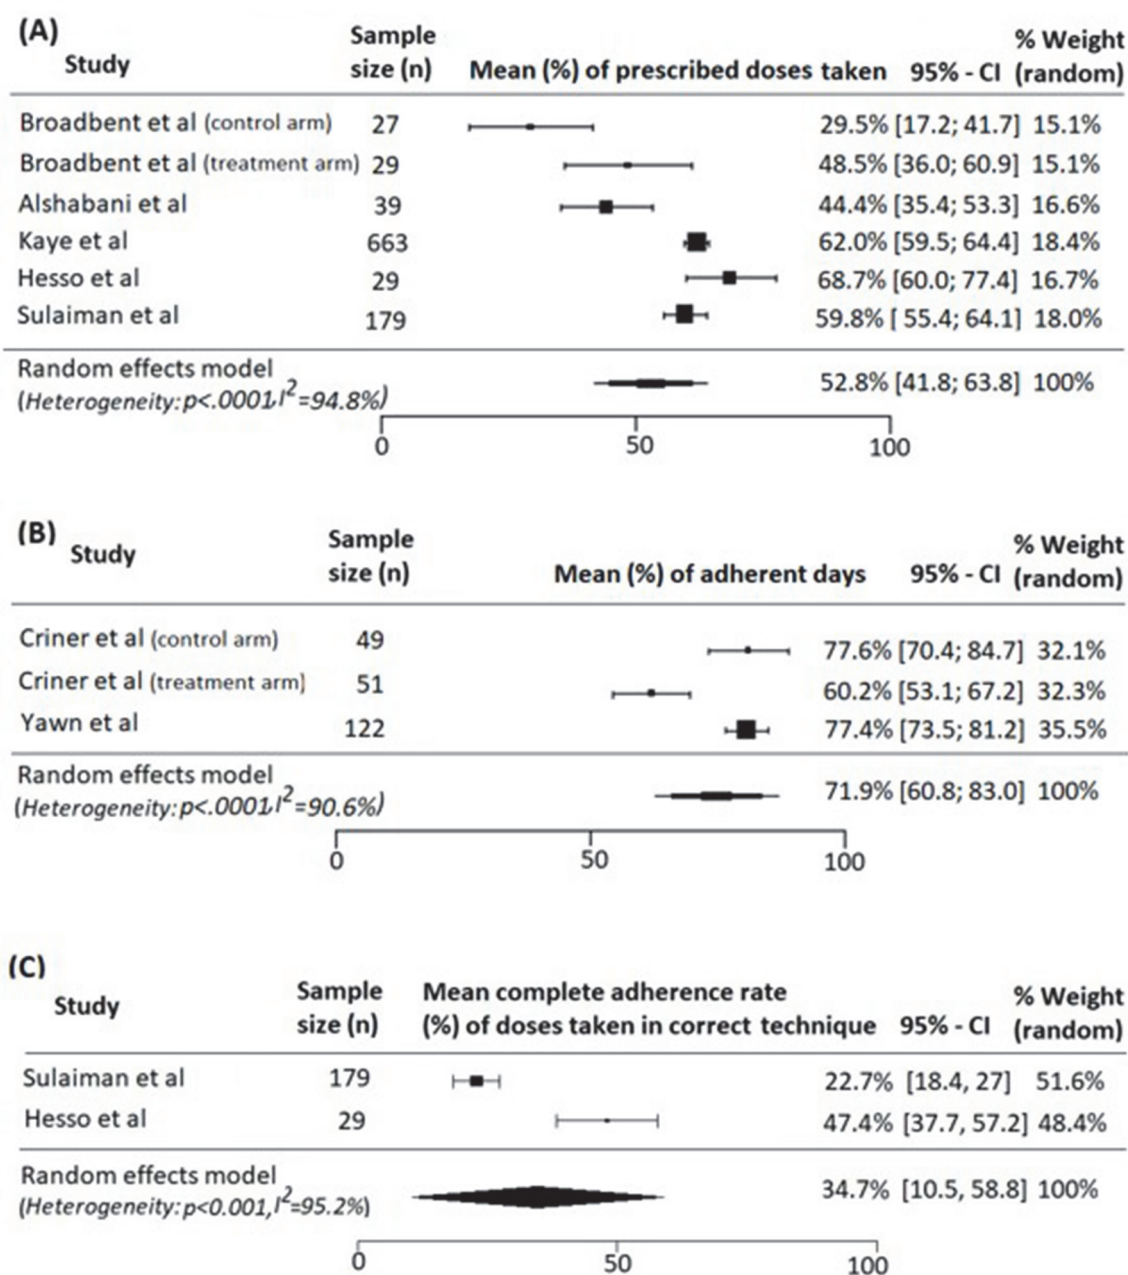 (A)
Study Sample size (n) Mean (%) of prescribed doses taken 95% - CI % Weight (random)
Broadbent et al (control arm) 27 29.5% [17.2; 41.7] 15.1%
Broadbent et al (treatment arm) 29 48.5% [36.0; 60.9] 15.1%
Alshabani et al 39 44.4% [35.4; 53.3] 16.6%
Kaye et al 663 62.0% [59.5; 64.4] 18.4%
Hesso et al 29 68.7% [60.0; 77.4] 16.7%
Sulaiman et al 179 59.8% [ 55.4; 64.1] 18.0%
Random effects model 52.8% [41.8; 63.8] 100%
(Heterogeneity: p<.0001, I²=94.8%)
0 50 100
(B)
Study Sample size (n) Mean (%) of adherent days 95% - CI % Weight (random)
Criner et al (control arm) 49 77.6% [70.4; 84.7] 32.1%
Criner et al (treatment arm) 51 60.2% [53.1; 67.2] 32.3%
Yawn et al 122 77.4% [73.5; 81.2] 35.5%
Random effects model 71.9% [60.8; 83.0] 100%
(Heterogeneity: p<.0001, I²=90.6%)
0 50 100
(C)
Study Sample size (n) Mean complete adherence rate (%) of doses taken in correct technique 95% - CI % Weight (random)
Sulaiman et al 179 22.7% [18.4, 27] 51.6%
Hesso et al 29 47.4% [37.7, 57.2] 48.4%
Random effects model 34.7% [10.5, 58.8] 100%
(Heterogeneity: p<0.001, I²=95.2%)
0 50 100